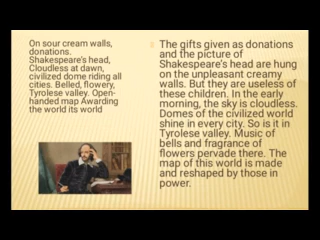 On sour cream walls,
donations.
Shakespeare's head,
Cloudless at dawn,
civilized dome riding all
cities. Belled, flowery,
Tyrolese valley. Open-
handed map Awarding
the world its world
The gifts given as donations
and the picture of
Shakespeare's head are hung
on the unpleasant creamy
walls. But they are useless of
these children. In the early
morning, the sky is cloudless.
Domes of the civilized world
shine in every city. So is it in
Tyrolese valley. Music of
bells and fragrance of
flowers pervade there. The
map of this world is made
and reshaped by those in
power.